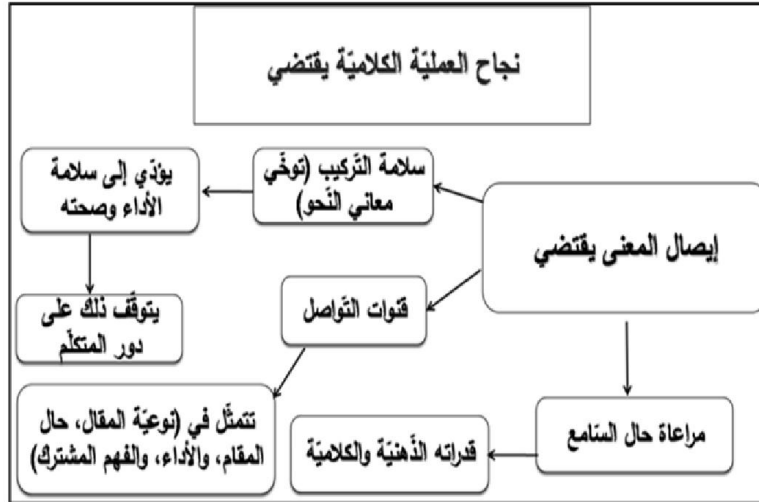 نجاح العمليّة الكلاميّة يقتضي
إيصال المعنى يقتضي
سلامة التّركيب (توخّي
معاني النّحو)
يؤدّي إلى سلامة
الأداء وصحته
يتوقّف ذلك على
دور المتكلّم
قنوات التّواصل
تتمثّل في (نوعيّة المقال، حال
المقام، والأداء، والفهم المشترك)
مراعاة حال السّامع
قدراته الذّهنيّة والكلاميّة